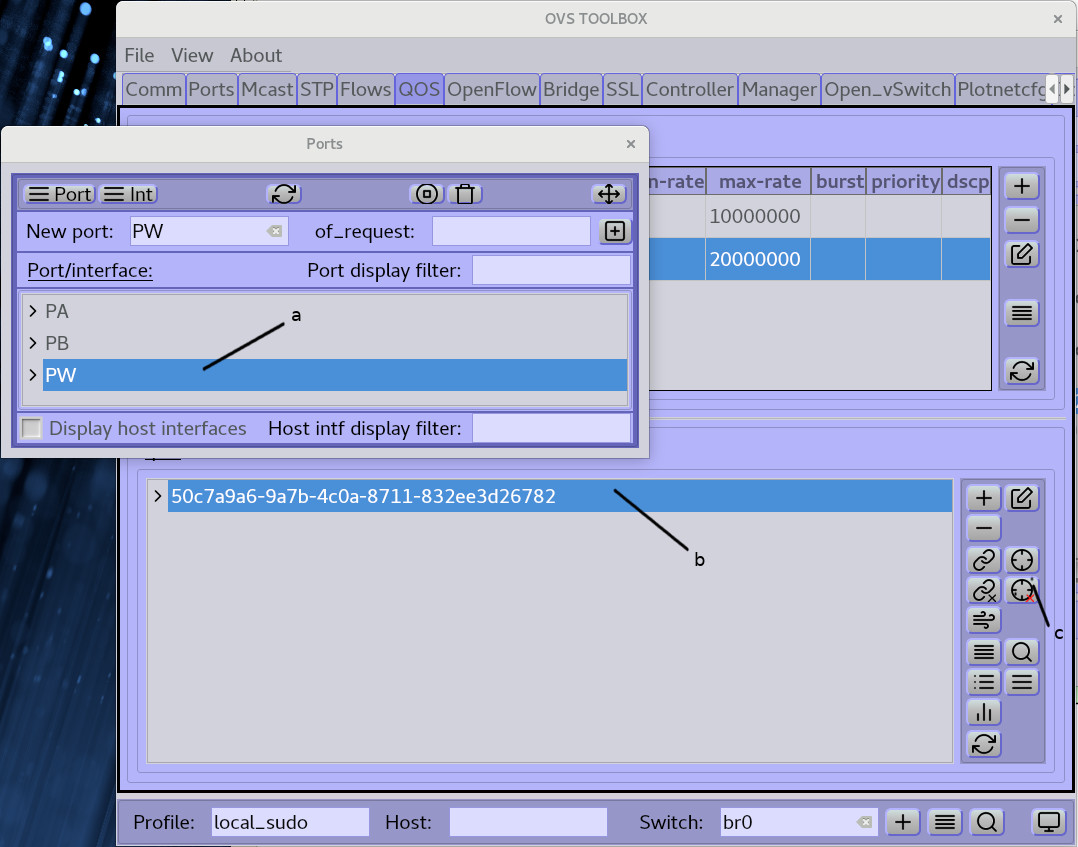 OVS TOOLBOX
File View About
Comm Ports Mcast STP Flows QOS OpenFlow Bridge SSL Controller Manager Open_vSwitch Plotnetcfg
Ports
Port Int
New port: PW of_request:
Port/interface: Port display filter:
PA
PB
PW
a
Display host interfaces Host intf display filter:
n-rate max-rate burst priority dscp
10000000
20000000
50c7a9a6-9a7b-4c0a-8711-832ee3d26782
b
c
Profile: local_sudo Host: Switch: br0